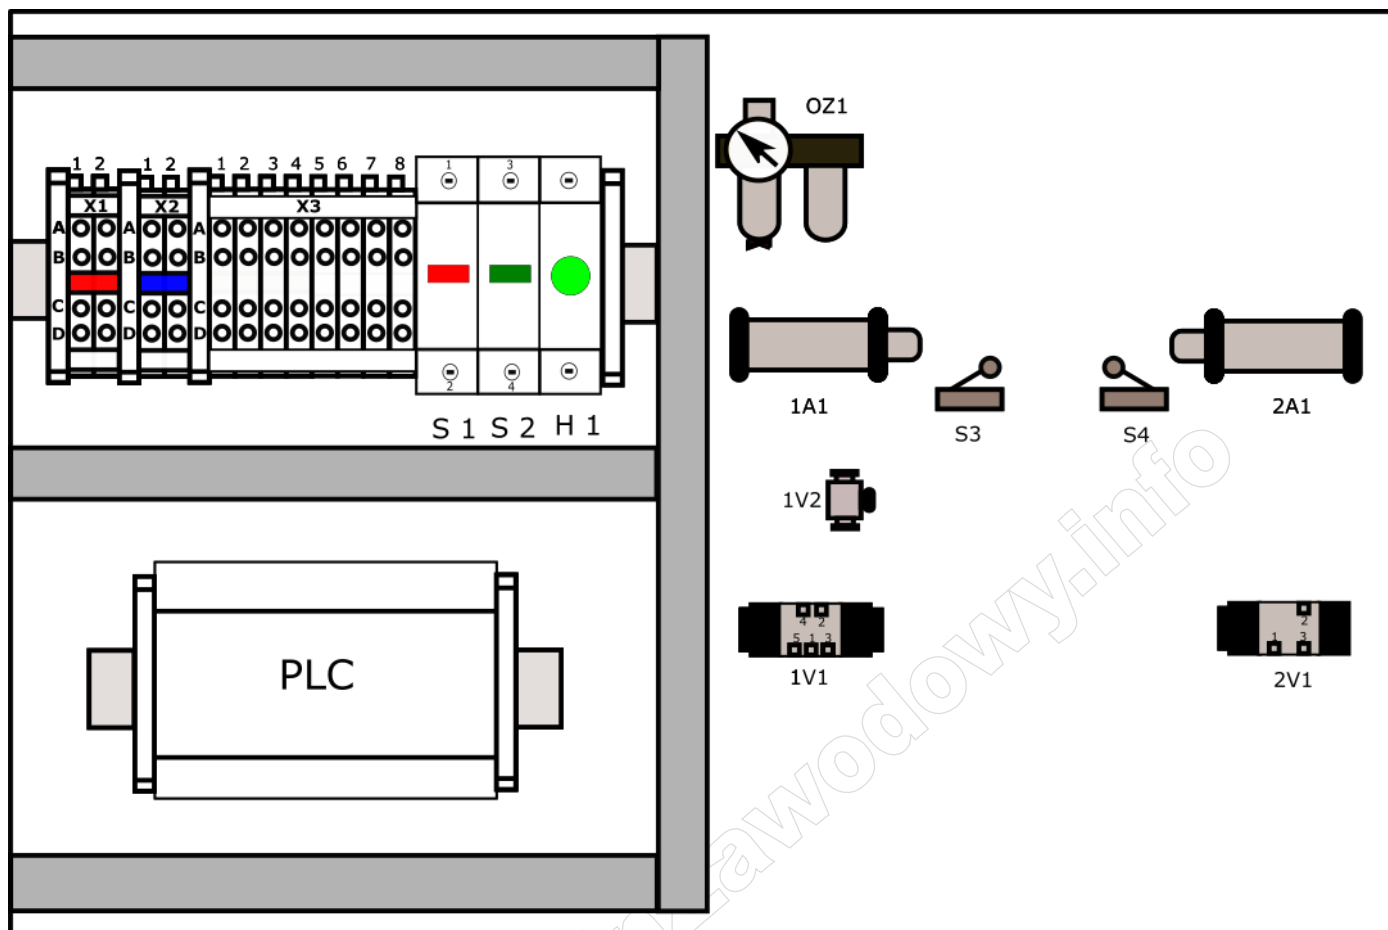 OZ1
1 2 1 2 1 2 3 4 5 6 7 8 1 3
X1 X2 X3
A A A
B B B
C C C
D D D
2 4
S 1 S 2 H 1
1A1 2A1
S3 S4
1V2
4 2 2
5 1 3 1 3
1V1 2V1
PLC
zawodowy.info